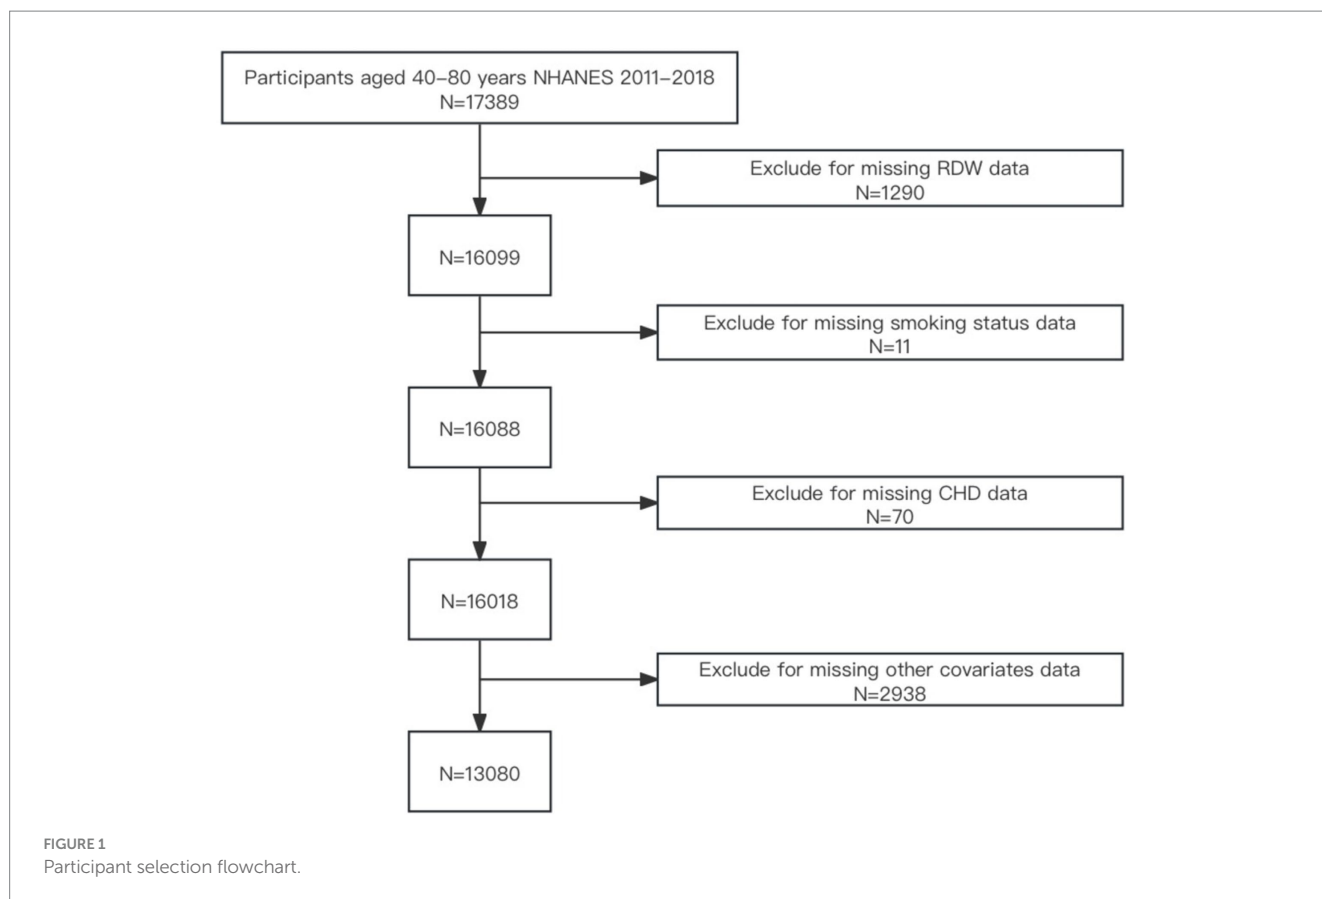 Participants aged 40–80 years NHANES 2011–2018
N=17389
Exclude for missing RDW data
N=1290
N=16099
Exclude for missing smoking status data
N=11
N=16088
Exclude for missing CHD data
N=70
N=16018
Exclude for missing other covariates data
N=2938
N=13080
FIGURE 1
Participant selection flowchart.